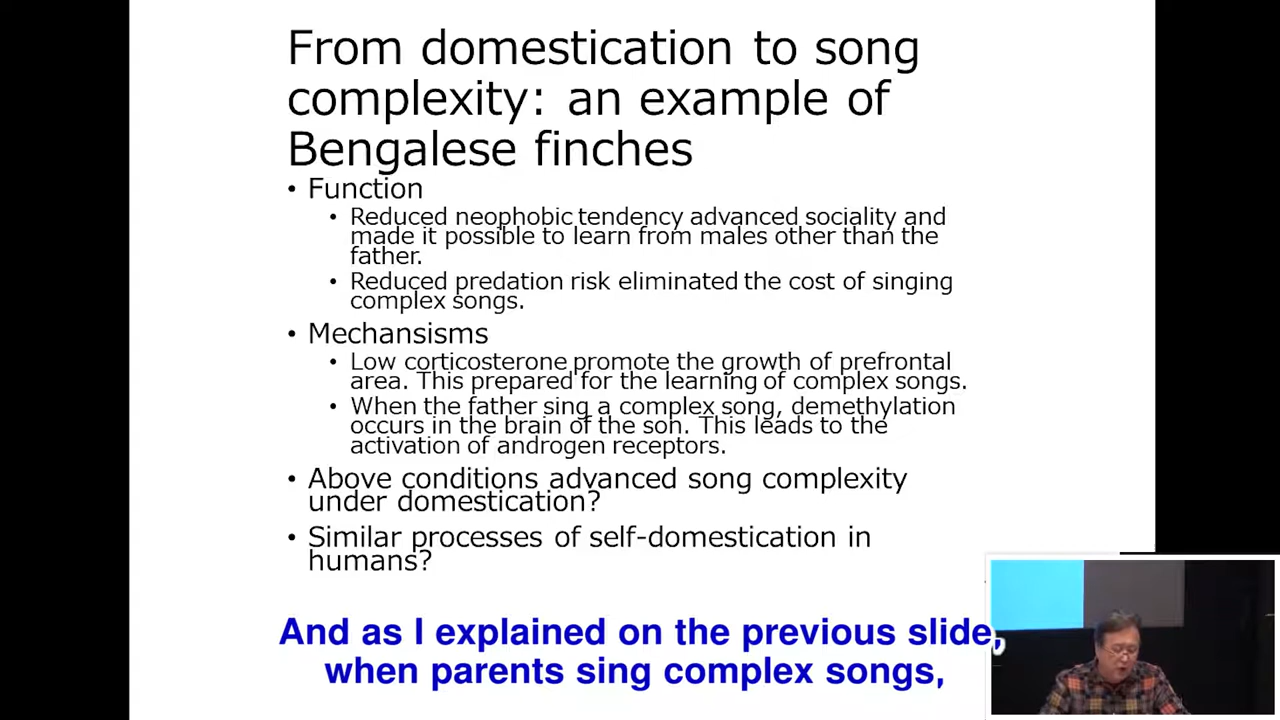 From domestication to song
complexity: an example of
Bengalese finches
• Function
• Reduced neophobic tendency advanced sociality and
made it possible to learn from males other than the
father.
• Reduced predation risk eliminated the cost of singing
complex songs.
• Mechansisms
• Low corticosterone promote the growth of prefrontal
area. This prepared for the learning of complex songs.
• When the father sing a complex song, demethylation
occurs in the brain of the son. This leads to the
activation of androgen receptors.
• Above conditions advanced song complexity
under domestication?
• Similar processes of self-domestication in
humans?
And as I explained on the previous slide,
when parents sing complex songs,